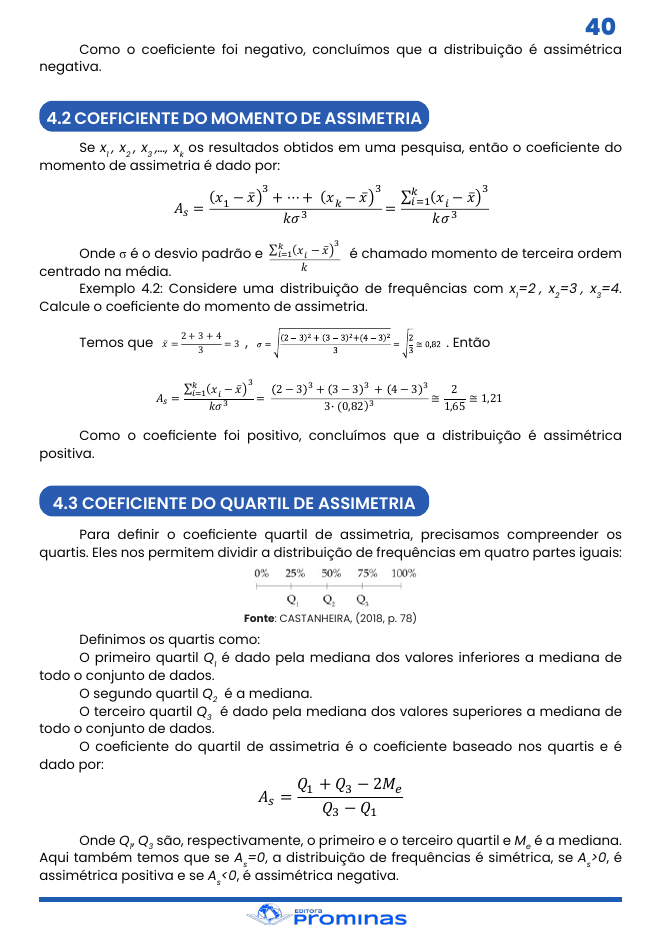 40
Como o coeficiente foi negativo, concluímos que a distribuição é assimétrica
negativa.
4.2 COEFICIENTE DO MOMENTO DE ASSIMETRIA
Se x₁, x₂, x₃,..., xₖ os resultados obtidos em uma pesquisa, então o coeficiente do
momento de assimetria é dado por:
Aₛ = (x₁ − x̄)³ + ⋯ + (xₖ − x̄)³ / kσ³ = ∑ᵢ₌₁ᵏ(xᵢ − x̄)³ / kσ³
Onde σ é o desvio padrão e ∑ᵢ₌₁ᵏ(xᵢ − x̄)³ / k é chamado momento de terceira ordem
centrado na média.
Exemplo 4.2: Considere uma distribuição de frequências com x₁=2 , x₂=3 , x₃=4.
Calcule o coeficiente do momento de assimetria.
Temos que x̄ = 2 + 3 + 4 / 3 = 3 , σ = √((2 − 3)² + (3 − 3)²+(4 − 3)² / 3) = √(2/3) ≅ 0,82 . Então
Aₛ = ∑ᵢ₌₁ᵏ(xᵢ − x̄)³ / kσ³ = (2 − 3)³ + (3 − 3)³ + (4 − 3)³ / 3 · (0,82)³ ≅ 2 / 1,65 ≅ 1,21
Como o coeficiente foi positivo, concluímos que a distribuição é assimétrica
positiva.
4.3 COEFICIENTE DO QUARTIL DE ASSIMETRIA
Para definir o coeficiente quartil de assimetria, precisamos compreender os
quartis. Eles nos permitem dividir a distribuição de frequências em quatro partes iguais:
0% 25% 50% 75% 100%
Q₁ Q₂ Q₃
Fonte: CASTANHEIRA, (2018, p. 78)
Definimos os quartis como:
O primeiro quartil Q₁ é dado pela mediana dos valores inferiores a mediana de
todo o conjunto de dados.
O segundo quartil Q₂ é a mediana.
O terceiro quartil Q₃ é dado pela mediana dos valores superiores a mediana de
todo o conjunto de dados.
O coeficiente do quartil de assimetria é o coeficiente baseado nos quartis e é
dado por:
Aₛ = Q₁ + Q₃ − 2Mₑ / Q₃ − Q₁
Onde Q₁, Q₃ são, respectivamente, o primeiro e o terceiro quartil e Mₑ é a mediana.
Aqui também temos que se Aₛ=0, a distribuição de frequências é simétrica, se Aₛ>0, é
assimétrica positiva e se Aₛ<0, é assimétrica negativa.
EDITORA
prominas